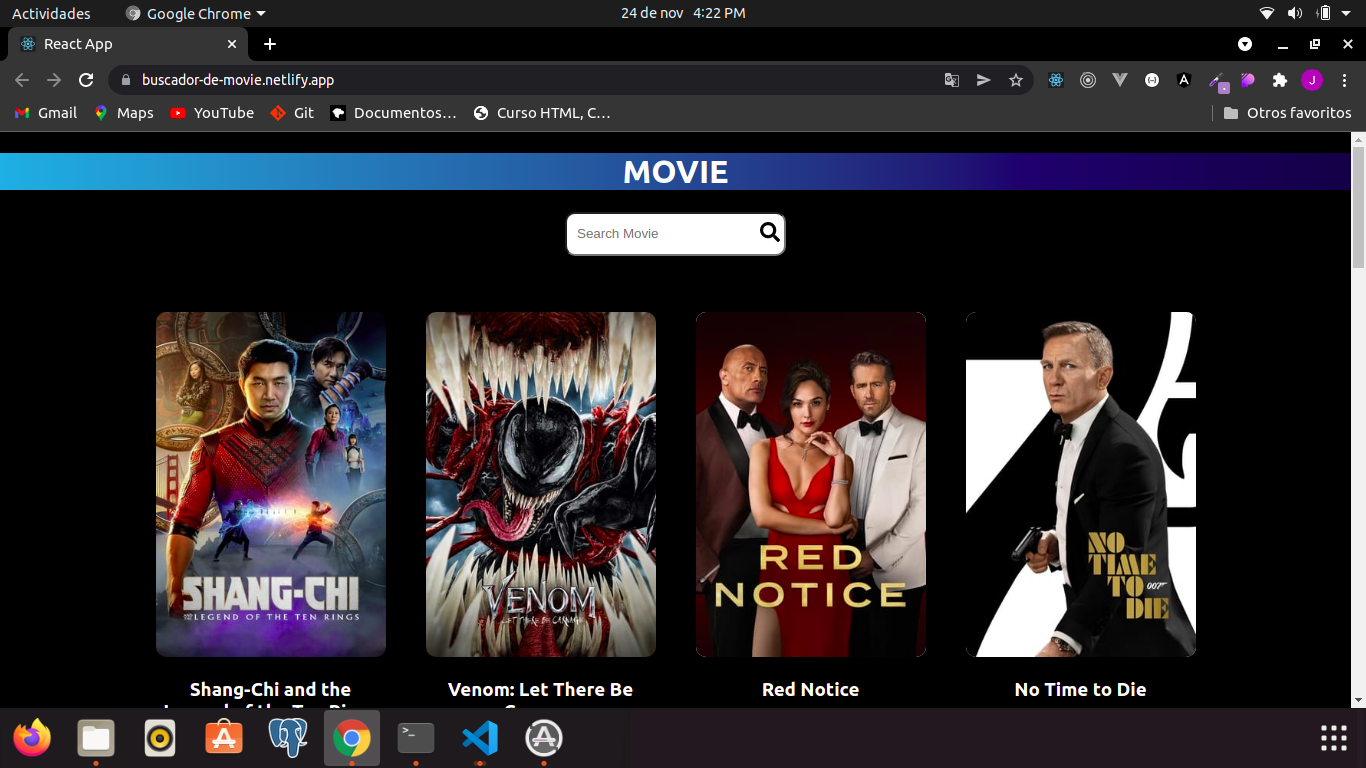 Actividades Google Chrome 24 de nov 4:22 PM
React App
buscador-de-movie.netlify.app
J
Gmail Maps YouTube Git Documentos… Curso HTML, C… Otros favoritos
MOVIE
Search Movie
SHANG-CHI
AND THE LEGEND OF THE TEN RINGS
VENOM
LET THERE BE CARNAGE
RED
NOTICE
NO
TIME
TO 007
DIE
Shang-Chi and the Venom: Let There Be Red Notice No Time to Die